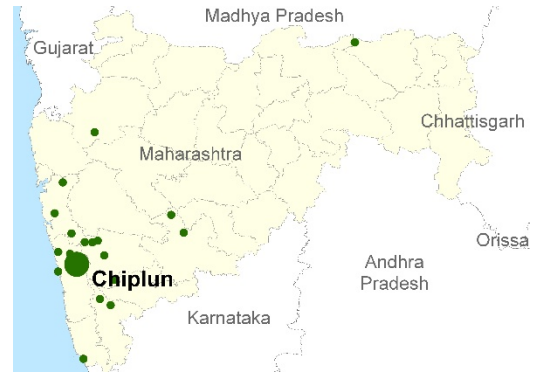 Madhya Pradesh
Gujarat
Chhattisgarh
Maharashtra
Orissa
Andhra
Pradesh
Chiplun
Karnataka